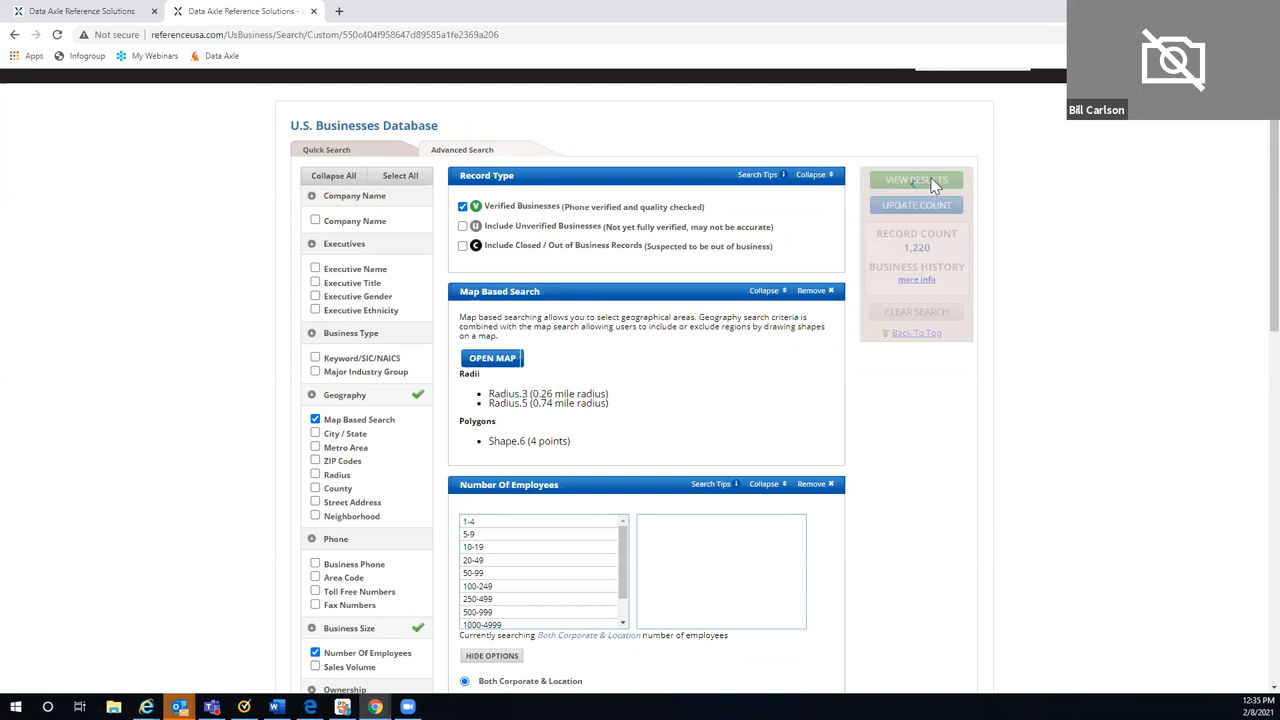 Data Axle Reference Solutions
Data Axle Reference Solutions - A
Not secure referenceusa.com/UsBusiness/Search/Custom/550c404f958647d89585a1fe2369a206
Apps Infogroup My Webinars Data Axle
Bill Carlson
U.S. Businesses Database
Quick Search
Advanced Search
Collapse All Select All
Company Name
Company Name
Executives
Executive Name
Executive Title
Executive Gender
Executive Ethnicity
Business Type
Keyword/SIC/NAICS
Major Industry Group
Geography
Map Based Search
City / State
Metro Area
ZIP Codes
Radius
County
Street Address
Neighborhood
Phone
Business Phone
Area Code
Toll Free Numbers
Fax Numbers
Business Size
Number Of Employees
Sales Volume
Ownership
Record Type Search Tips Collapse
V Verified Businesses (Phone verified and quality checked)
U Include Unverified Businesses (Not yet fully verified, may not be accurate)
C Include Closed / Out of Business Records (Suspected to be out of business)
Map Based Search Collapse Remove
Map based searching allows you to select geographical areas. Geography search criteria is
combined with the map search allowing users to include or exclude regions by drawing shapes
on a map.
OPEN MAP
Radii
Radius.3 (0.26 mile radius)
Radius.5 (0.74 mile radius)
Polygons
Shape.6 (4 points)
Number Of Employees Search Tips Collapse Remove
1-4
5-9
10-19
20-49
50-99
100-249
250-499
500-999
1000-4999
Currently searching Both Corporate & Location number of employees
HIDE OPTIONS
Both Corporate & Location
VIEW RESULTS
UPDATE COUNT
RECORD COUNT
1,220
BUSINESS HISTORY
more info
CLEAR SEARCH
Back To Top
12:35 PM
2/8/2021